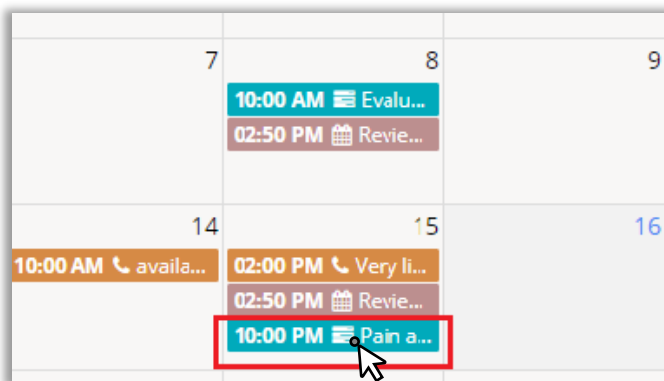 7
8
9
10:00 AM Evalu...
02:50 PM Revie...
14
15
16
10:00 AM availa...
02:00 PM Very li...
02:50 PM Revie...
10:00 PM Pain a...